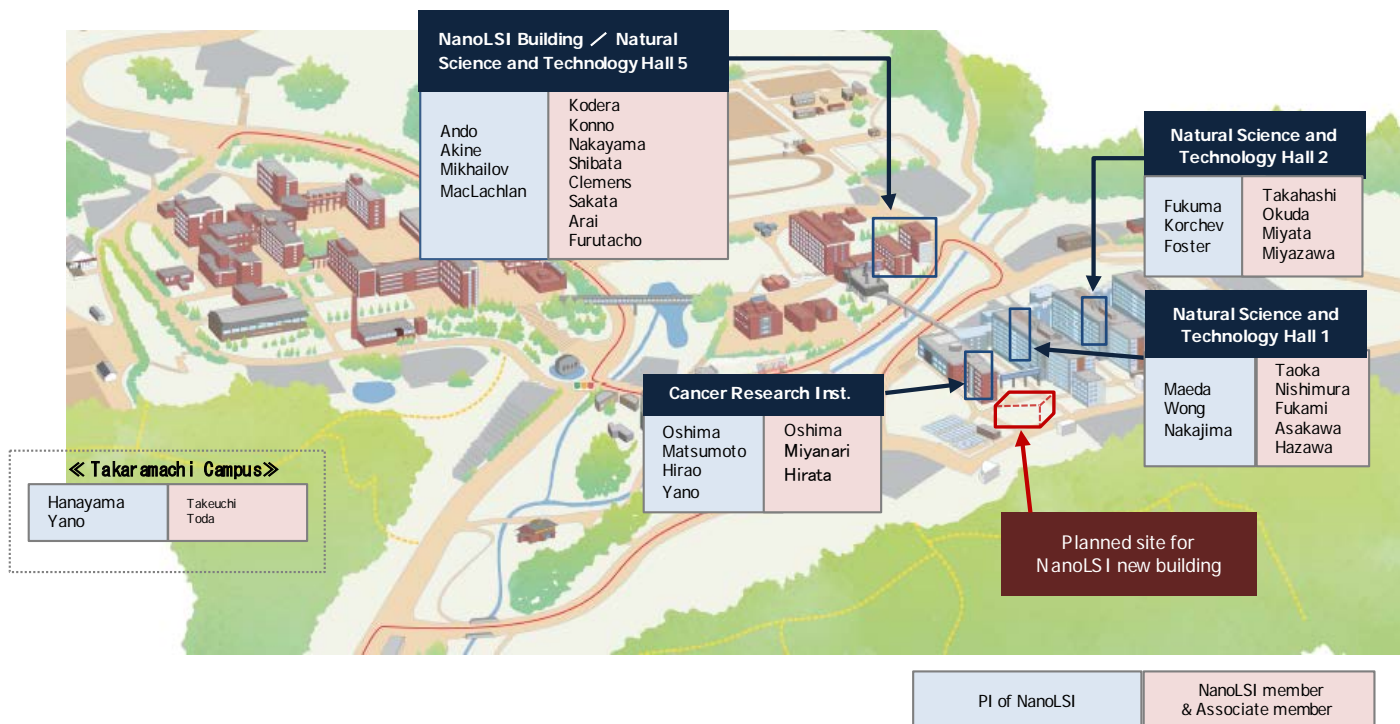 NanoLSI Building ／ Natural
Science and Technology Hall 5
Ando
Akine
Mikhailov
MacLachlan
Kodera
Konno
Nakayama
Shibata
Clemens
Sakata
Arai
Furutacho
Natural Science and
Technology Hall 2
Fukuma
Korchev
Foster
Takahashi
Okuda
Miyata
Miyazawa
Natural Science and
Technology Hall 1
Maeda
Wong
Nakajima
Taoka
Nishimura
Fukami
Asakawa
Hazawa
Cancer Research Inst.
Oshima
Matsumoto
Hirao
Yano
Oshima
Miyanari
Hirata
≪Takaramachi Campus≫
Hanayama
Yano
Takeuchi
Toda
Planned site for
NanoLSI new building
PI of NanoLSI
NanoLSI member
& Associate member